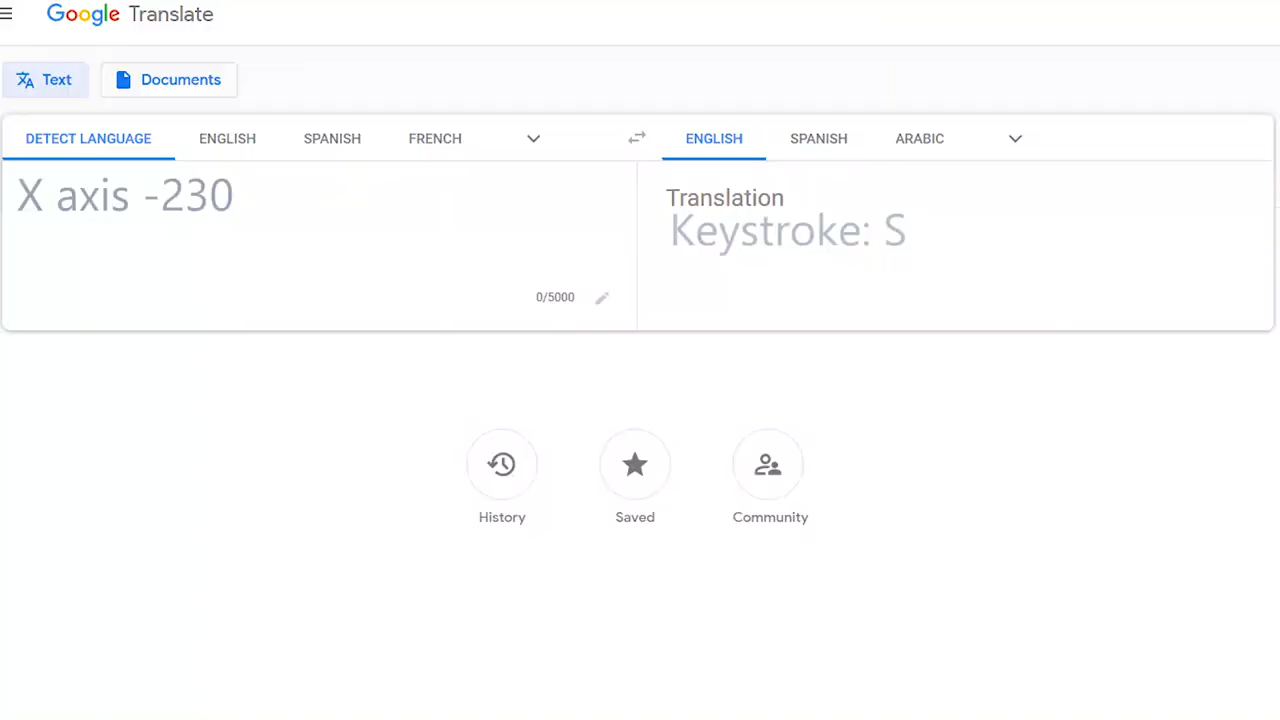 Google Translate
Text
Documents
DETECT LANGUAGE ENGLISH SPANISH FRENCH
ENGLISH SPANISH ARABIC
X axis -230
Translation
Keystroke: S
0/5000
History Saved Community